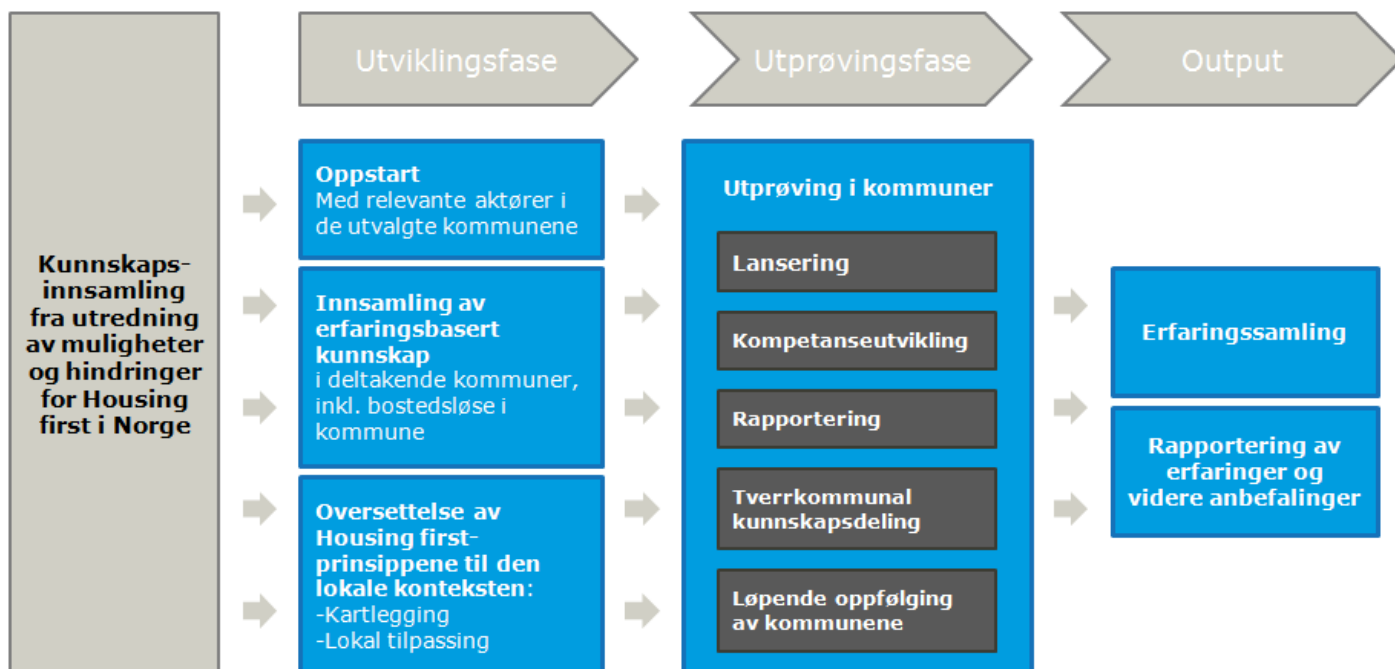 Utviklingsfase
Utprøvingsfase
Output
Kunnskaps-
innsamling
fra utredning
av muligheter
og hindringer
for Housing
first i Norge
Oppstart
Med relevante aktører i
de utvalgte kommunene
Innsamling av
erfaringsbasert
kunnskap
i deltakende kommuner,
inkl. bostedsløse i
kommune
Oversettelse av
Housing first-
prinsippene til den
lokale konteksten:
-Kartlegging
-Lokal tilpassing
Utprøving i kommuner
Lansering
Kompetanseutvikling
Rapportering
Tverrkommunal
kunnskapsdeling
Løpende oppfølging
av kommunene
Erfaringssamling
Rapportering av
erfaringer og
videre anbefalinger